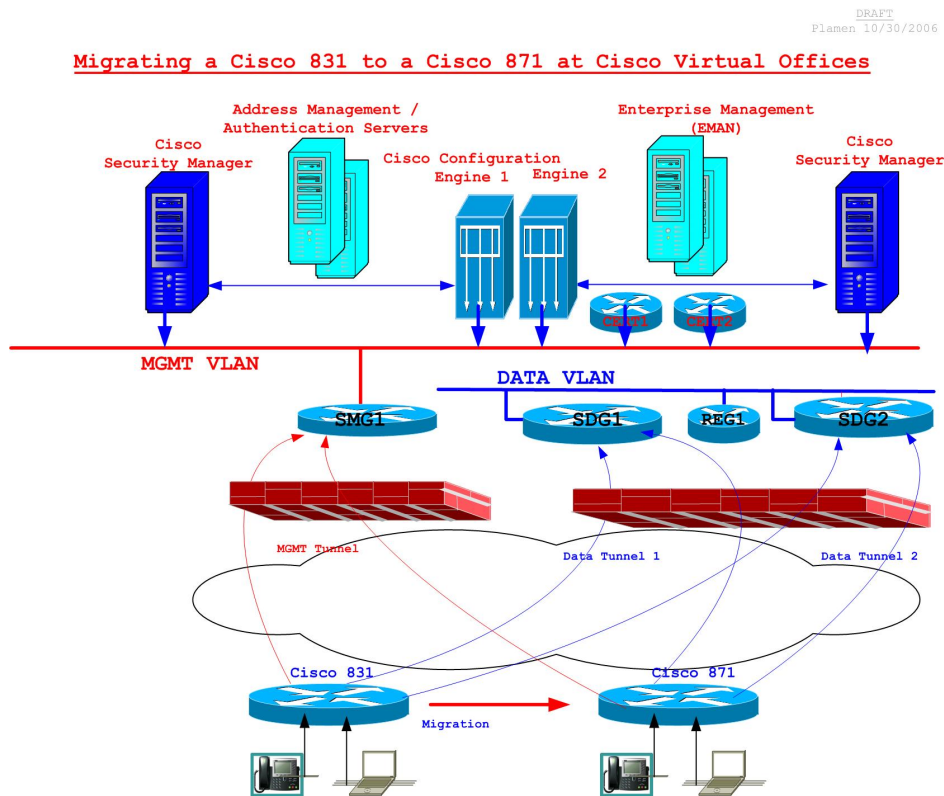 DRAFT
Plamen 10/30/2006
Migrating a Cisco 831 to a Cisco 871 at Cisco Virtual Offices
Address Management /
Authentication Servers
Enterprise Management
(EMAN)
Cisco
Security Manager
Cisco Configuration
Engine 1
Engine 2
Cisco
Security Manager
CERT1
CERT2
MGMT VLAN
DATA VLAN
SMG1
SDG1
REG1
SDG2
MGMT Tunnel
Data Tunnel 1
Data Tunnel 2
Cisco 831
Cisco 871
Migration